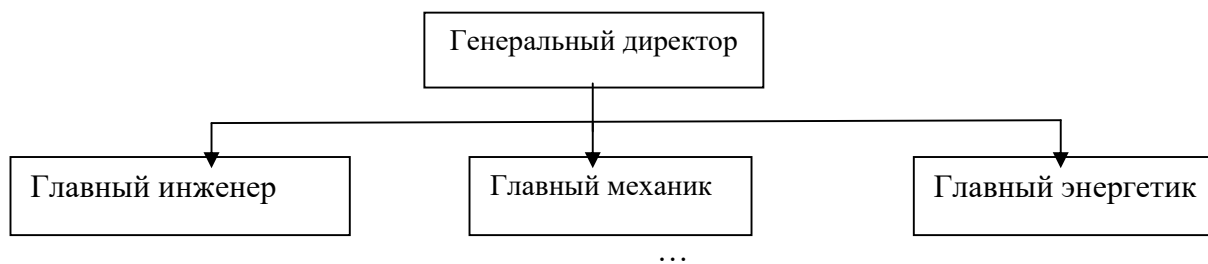 Генеральный директор
Главный инженер
Главный механик
Главный энергетик
…